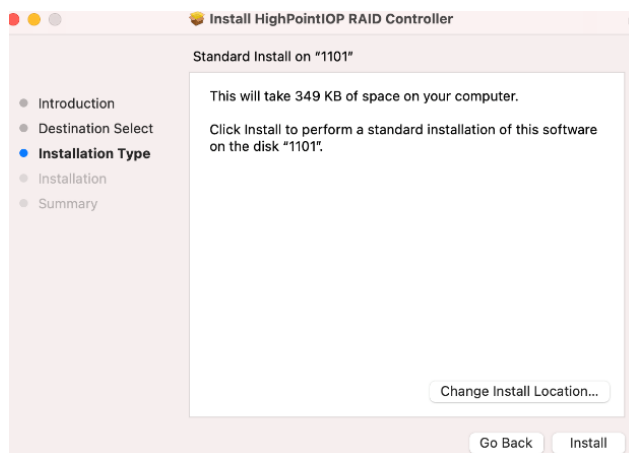 Install HighPointIOP RAID Controller
Standard Install on "1101"
Introduction
Destination Select
Installation Type
Installation
Summary
This will take 349 KB of space on your computer.
Click Install to perform a standard installation of this software
on the disk "1101".
Change Install Location...
Go Back
Install